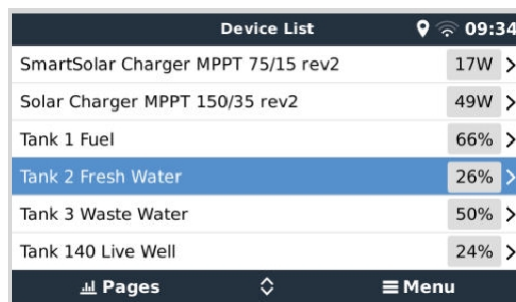 Device List 09:34
SmartSolar Charger MPPT 75/15 rev2 17W
Solar Charger MPPT 150/35 rev2 49W
Tank 1 Fuel 66%
Tank 2 Fresh Water 26%
Tank 3 Waste Water 50%
Tank 140 Live Well 24%
Pages Menu